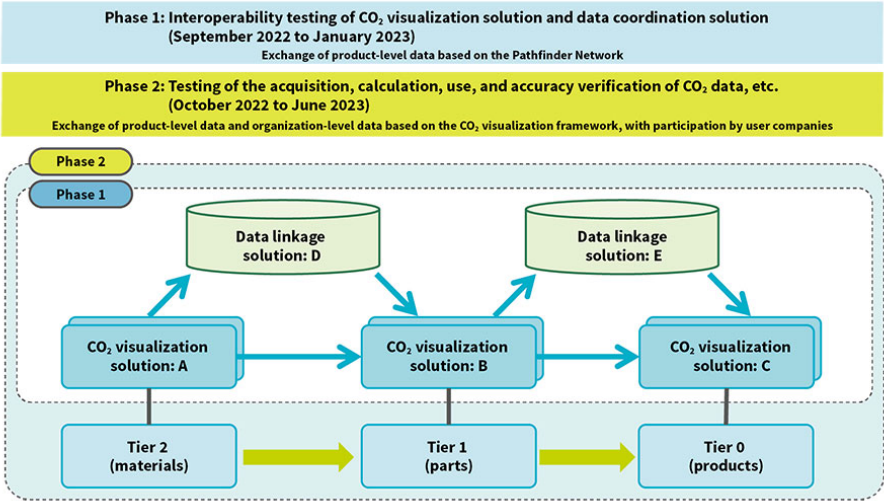 Phase 1: Interoperability testing of CO₂ visualization solution and data coordination solution
(September 2022 to January 2023)
Exchange of product-level data based on the Pathfinder Network
Phase 2: Testing of the acquisition, calculation, use, and accuracy verification of CO₂ data, etc.
(October 2022 to June 2023)
Exchange of product-level data and organization-level data based on the CO₂ visualization framework, with participation by user companies
Phase 2
Phase 1
Data linkage
solution: D
Data linkage
solution: E
CO₂ visualization
solution: A
CO₂ visualization
solution: B
CO₂ visualization
solution: C
Tier 2
(materials)
Tier 1
(parts)
Tier 0
(products)